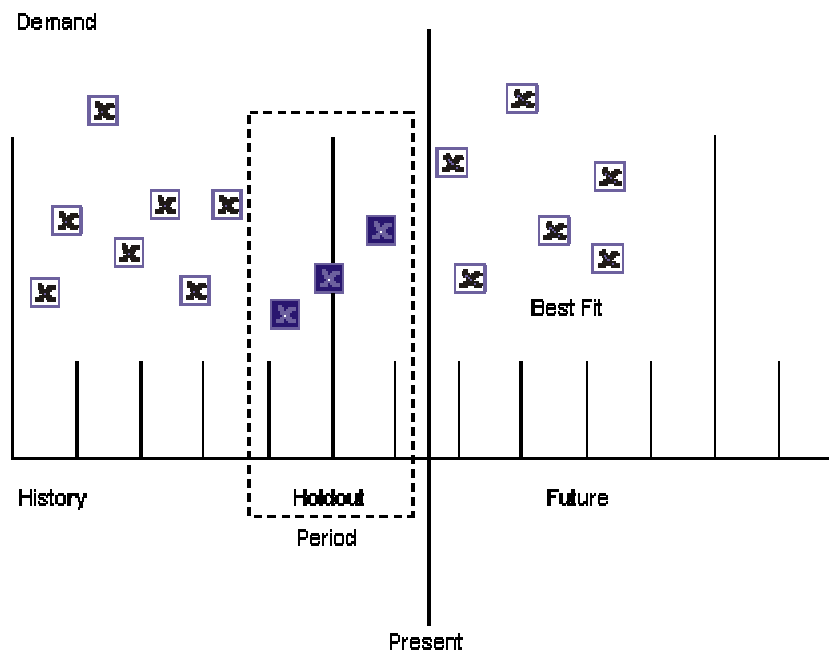 Demand
Best Fit
History
Holdout
Future
Period
Present